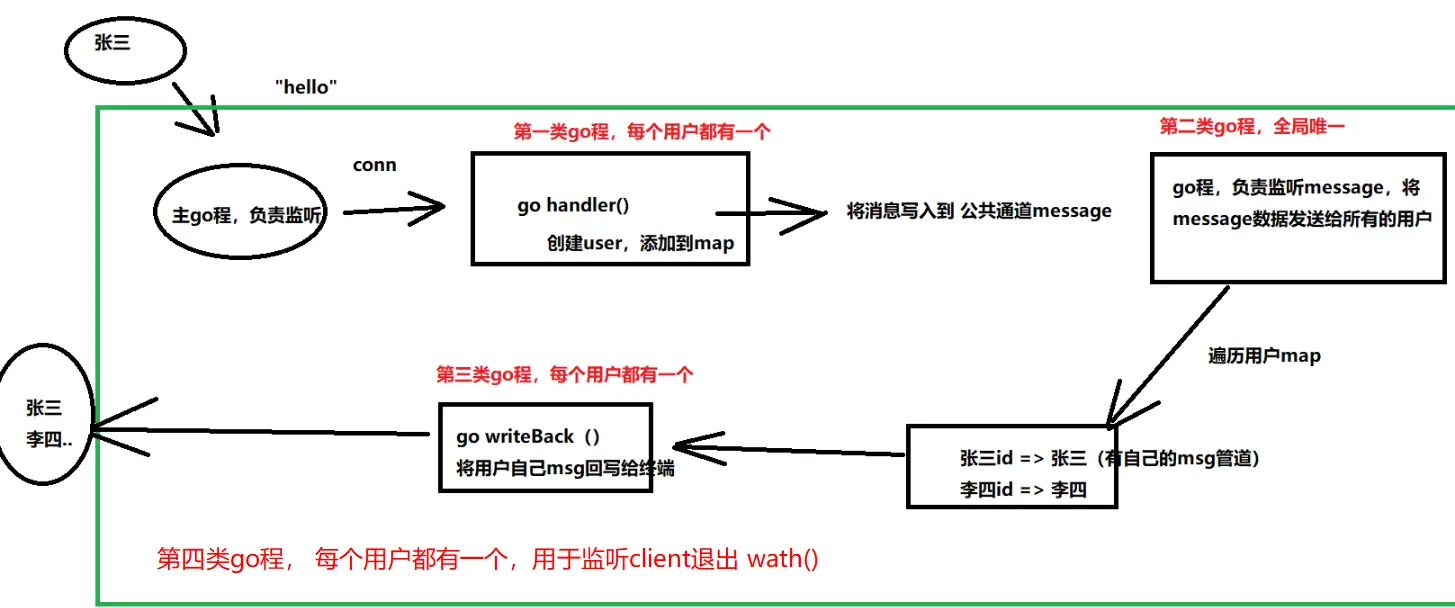 张三
"hello"
第一类go程，每个用户都有一个
第二类go程，全局唯一
conn
主go程，负责监听
go handler()
创建user，添加到map
将消息写入到 公共通道message
go程，负责监听message，将
message数据发送给所有的用户
遍历用户map
第三类go程，每个用户都有一个
张三
李四..
go writeBack（）
将用户自己msg回写给终端
张三id => 张三（有自己的msg管道）
李四id => 李四
第四类go程， 每个用户都有一个，用于监听client退出 wath()